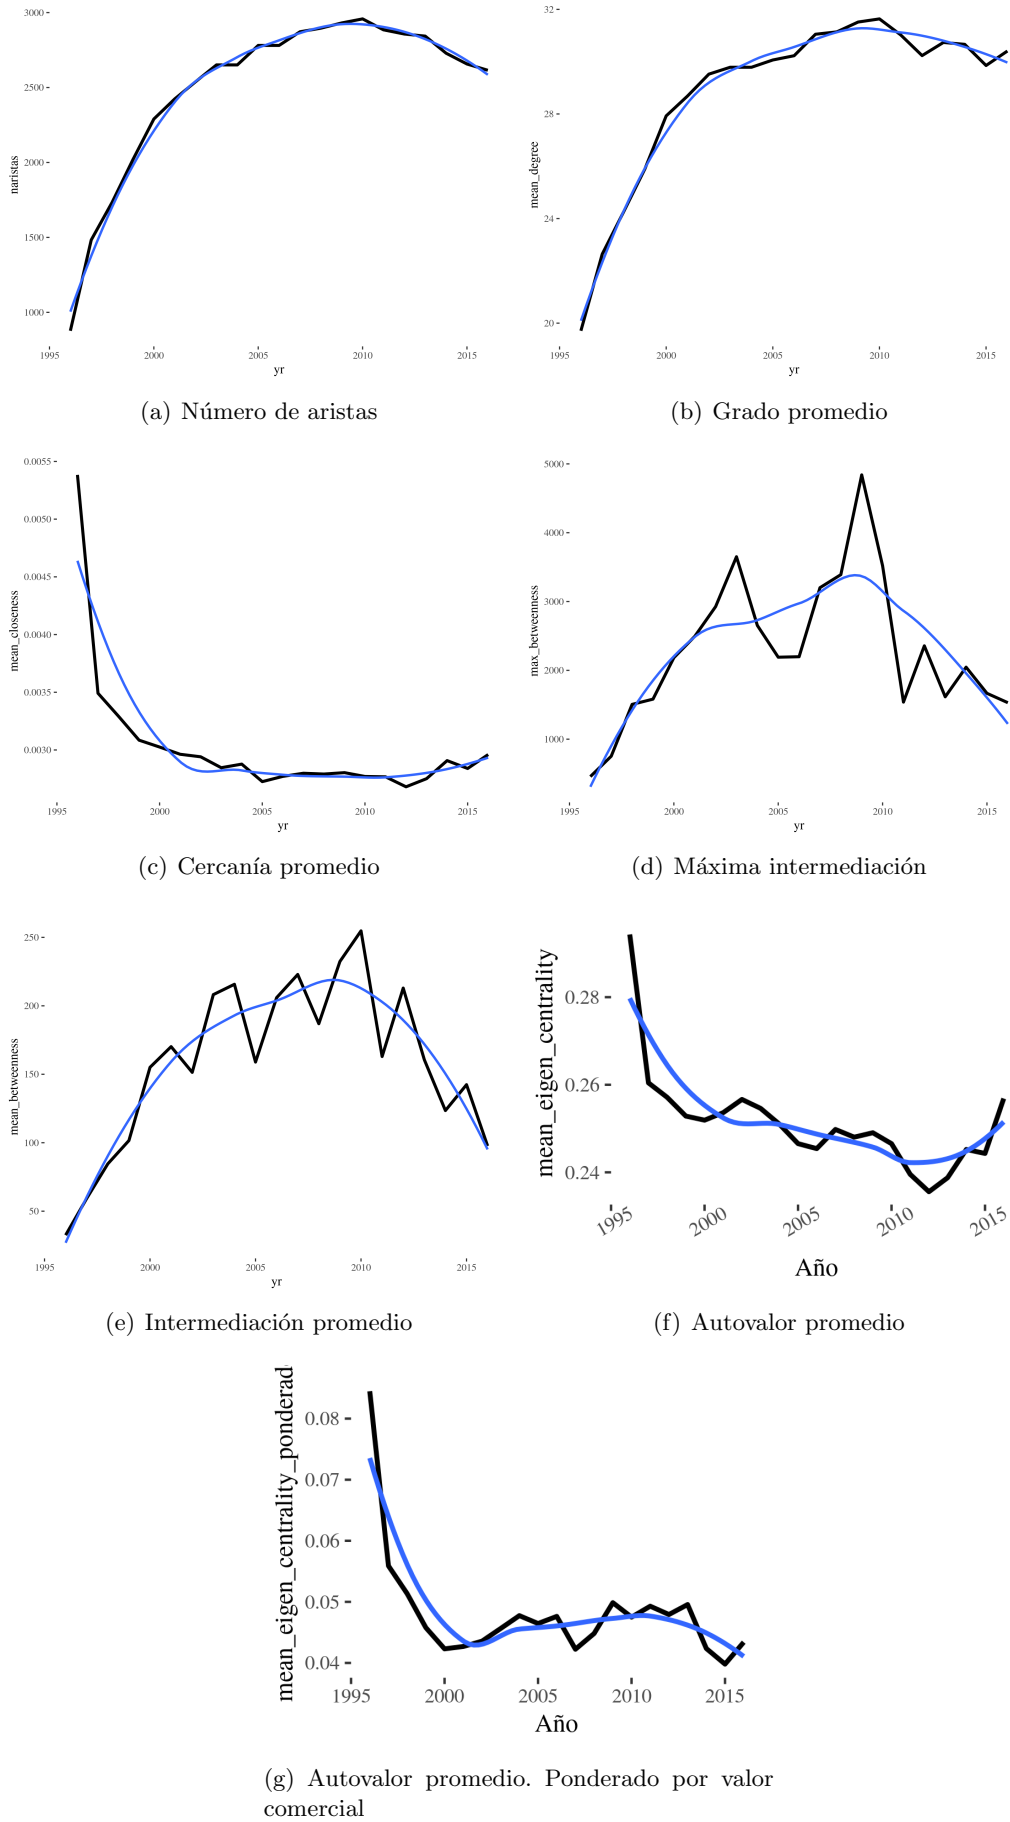 3000
2500
2000
1500
1000
naristas
1995 2000 2005 2010 2015
yr
(a) Número de aristas
32
28
24
20
mean_degree
1995 2000 2005 2010 2015
yr
(b) Grado promedio
0.0055
0.0050
0.0045
0.0040
0.0035
0.0030
mean_closeness
1995 2000 2005 2010 2015
yr
(c) Cercanía promedio
5000
4000
3000
2000
1000
max_betweenness
1995 2000 2005 2010 2015
yr
(d) Máxima intermediación
250
200
150
100
50
mean_betweenness
1995 2000 2005 2010 2015
yr
(e) Intermediación promedio
0.28
0.26
0.24
mean_eigen_centrality
1995 2000 2005 2010 2015
Año
(f) Autovalor promedio
0.08
0.07
0.06
0.05
0.04
mean_eigen_centrality_ponderad
1995 2000 2005 2010 2015
Año
(g) Autovalor promedio. Ponderado por valor
comercial